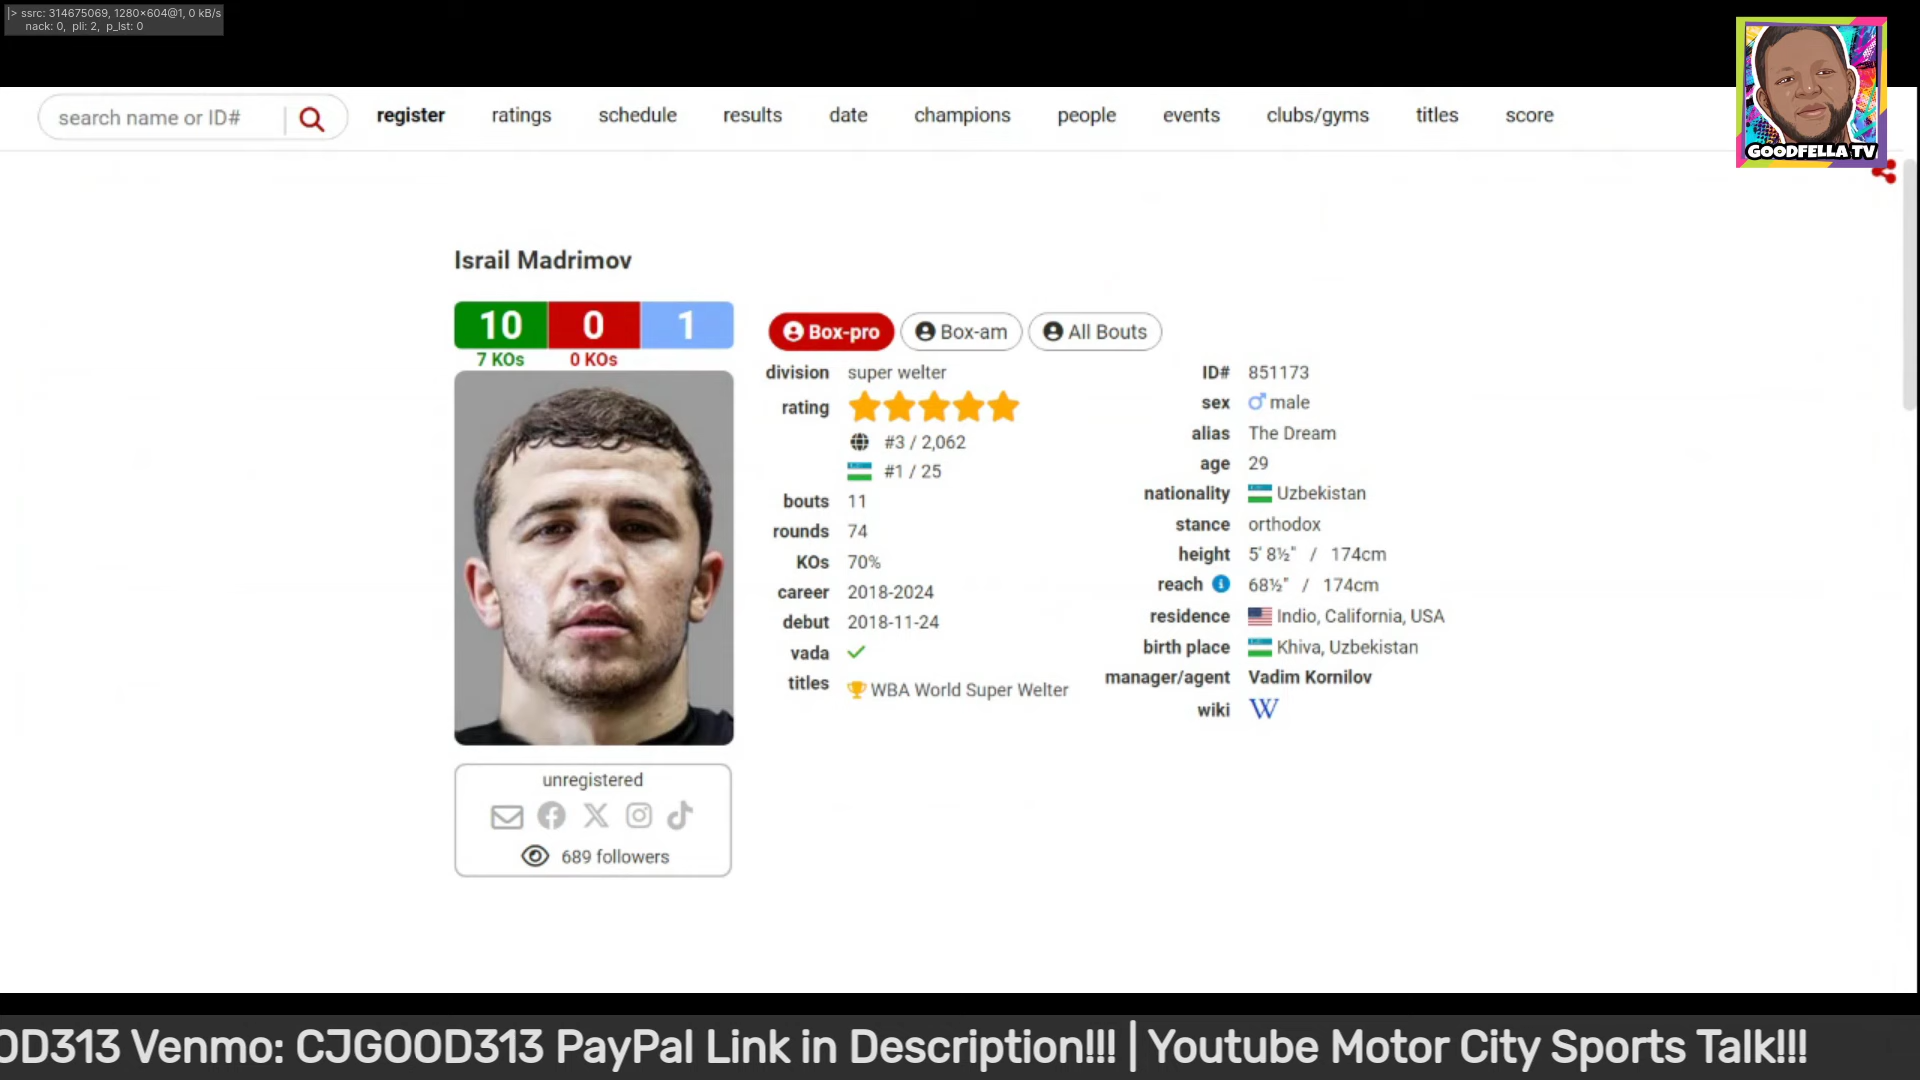 |> ssrc: 314675069, 1280×604@1, 0 kB/s
nack: 0, pli: 2, p_lst: 0
search name or ID#
register ratings schedule results date champions people events clubs/gyms titles score
GOODFELLA TV
Israil Madrimov
10 0 1
7 KOs 0 KOs
Box-pro Box-am All Bouts
division super welter
rating
#3 / 2,062
#1 / 25
bouts 11
rounds 74
KOs 70%
career 2018-2024
debut 2018-11-24
vada
titles WBA World Super Welter
ID# 851173
sex male
alias The Dream
age 29
nationality Uzbekistan
stance orthodox
height 5' 8½" / 174cm
reach 68½" / 174cm
residence Indio, California, USA
birth place Khiva, Uzbekistan
manager/agent Vadim Kornilov
wiki W
unregistered
689 followers
OD313 Venmo: CJGOOD313 PayPal Link in Description!!! | Youtube Motor City Sports Talk!!!